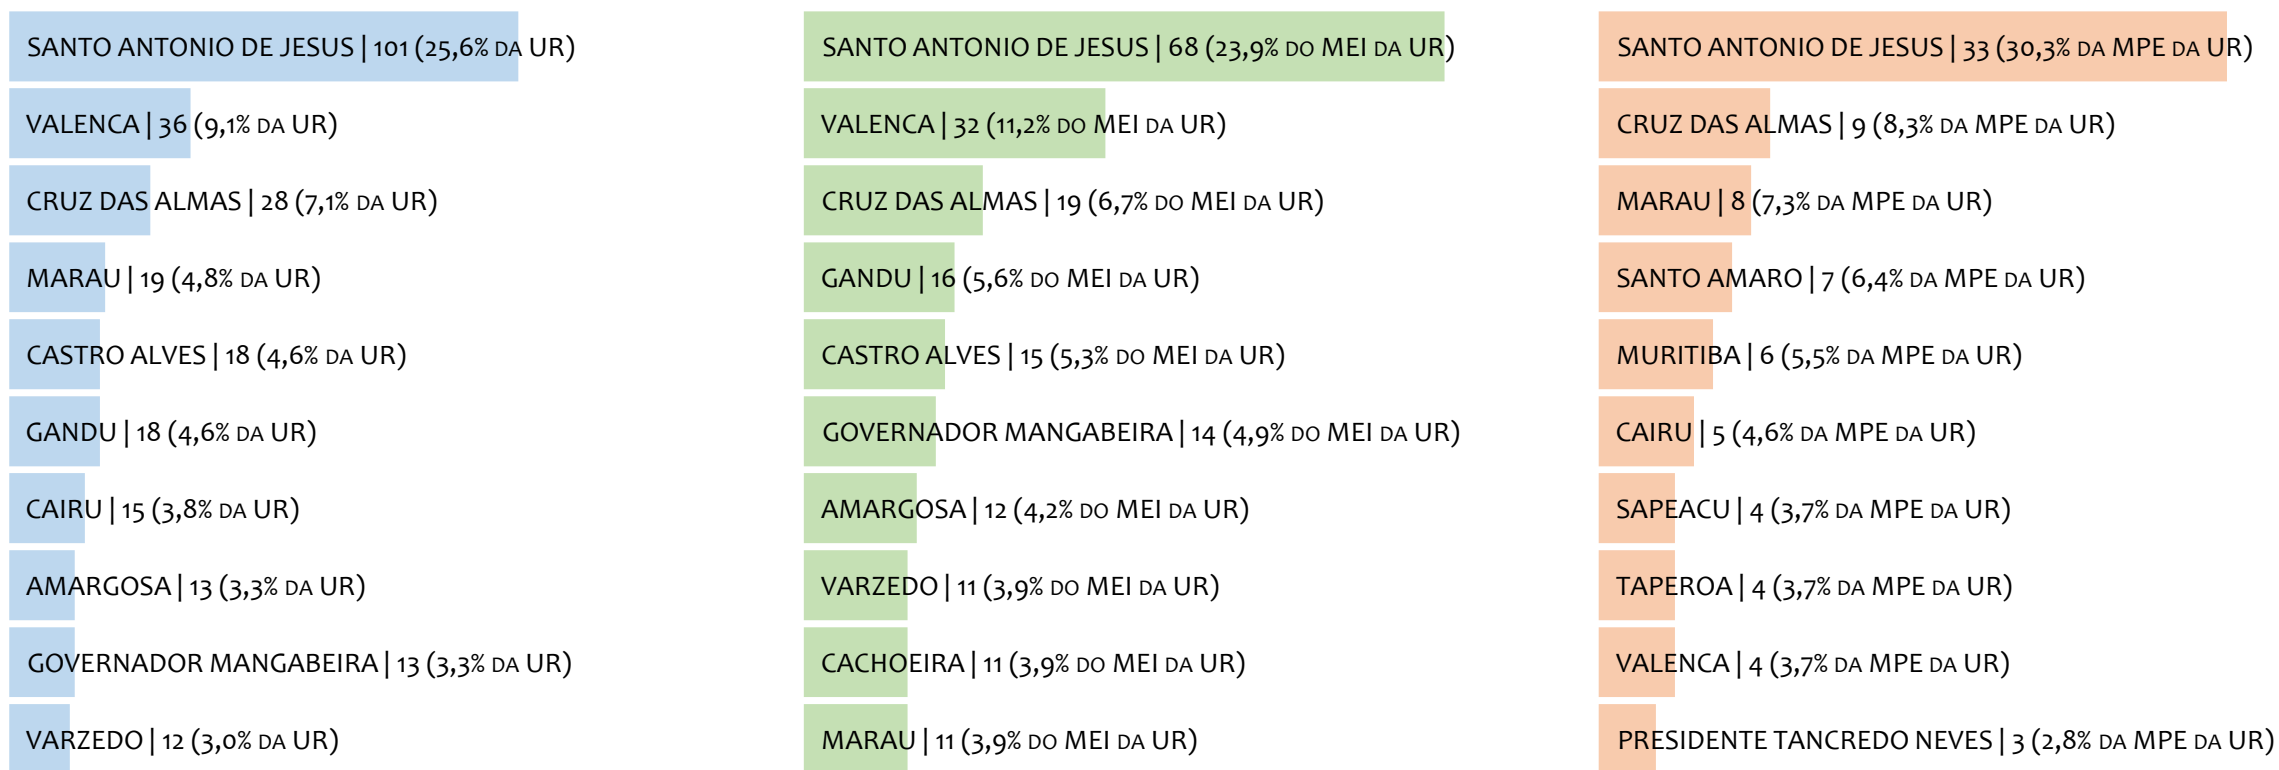 SANTO ANTONIO DE JESUS | 101 (25,6% DA UR)
VALENCA | 36 (9,1% DA UR)
CRUZ DAS ALMAS | 28 (7,1% DA UR)
MARAU | 19 (4,8% DA UR)
CASTRO ALVES | 18 (4,6% DA UR)
GANDU | 18 (4,6% DA UR)
CAIRU | 15 (3,8% DA UR)
AMARGOSA | 13 (3,3% DA UR)
GOVERNADOR MANGABEIRA | 13 (3,3% DA UR)
VARZEDO | 12 (3,0% DA UR)
SANTO ANTONIO DE JESUS | 68 (23,9% DO MEI DA UR)
VALENCA | 32 (11,2% DO MEI DA UR)
CRUZ DAS ALMAS | 19 (6,7% DO MEI DA UR)
GANDU | 16 (5,6% DO MEI DA UR)
CASTRO ALVES | 15 (5,3% DO MEI DA UR)
GOVERNADOR MANGABEIRA | 14 (4,9% DO MEI DA UR)
AMARGOSA | 12 (4,2% DO MEI DA UR)
VARZEDO | 11 (3,9% DO MEI DA UR)
CACHOEIRA | 11 (3,9% DO MEI DA UR)
MARAU | 11 (3,9% DO MEI DA UR)
SANTO ANTONIO DE JESUS | 33 (30,3% DA MPE DA UR)
CRUZ DAS ALMAS | 9 (8,3% DA MPE DA UR)
MARAU | 8 (7,3% DA MPE DA UR)
SANTO AMARO | 7 (6,4% DA MPE DA UR)
MURITIBA | 6 (5,5% DA MPE DA UR)
CAIRU | 5 (4,6% DA MPE DA UR)
SAPEACU | 4 (3,7% DA MPE DA UR)
TAPEROA | 4 (3,7% DA MPE DA UR)
VALENCA | 4 (3,7% DA MPE DA UR)
PRESIDENTE TANCREDO NEVES | 3 (2,8% DA MPE DA UR)